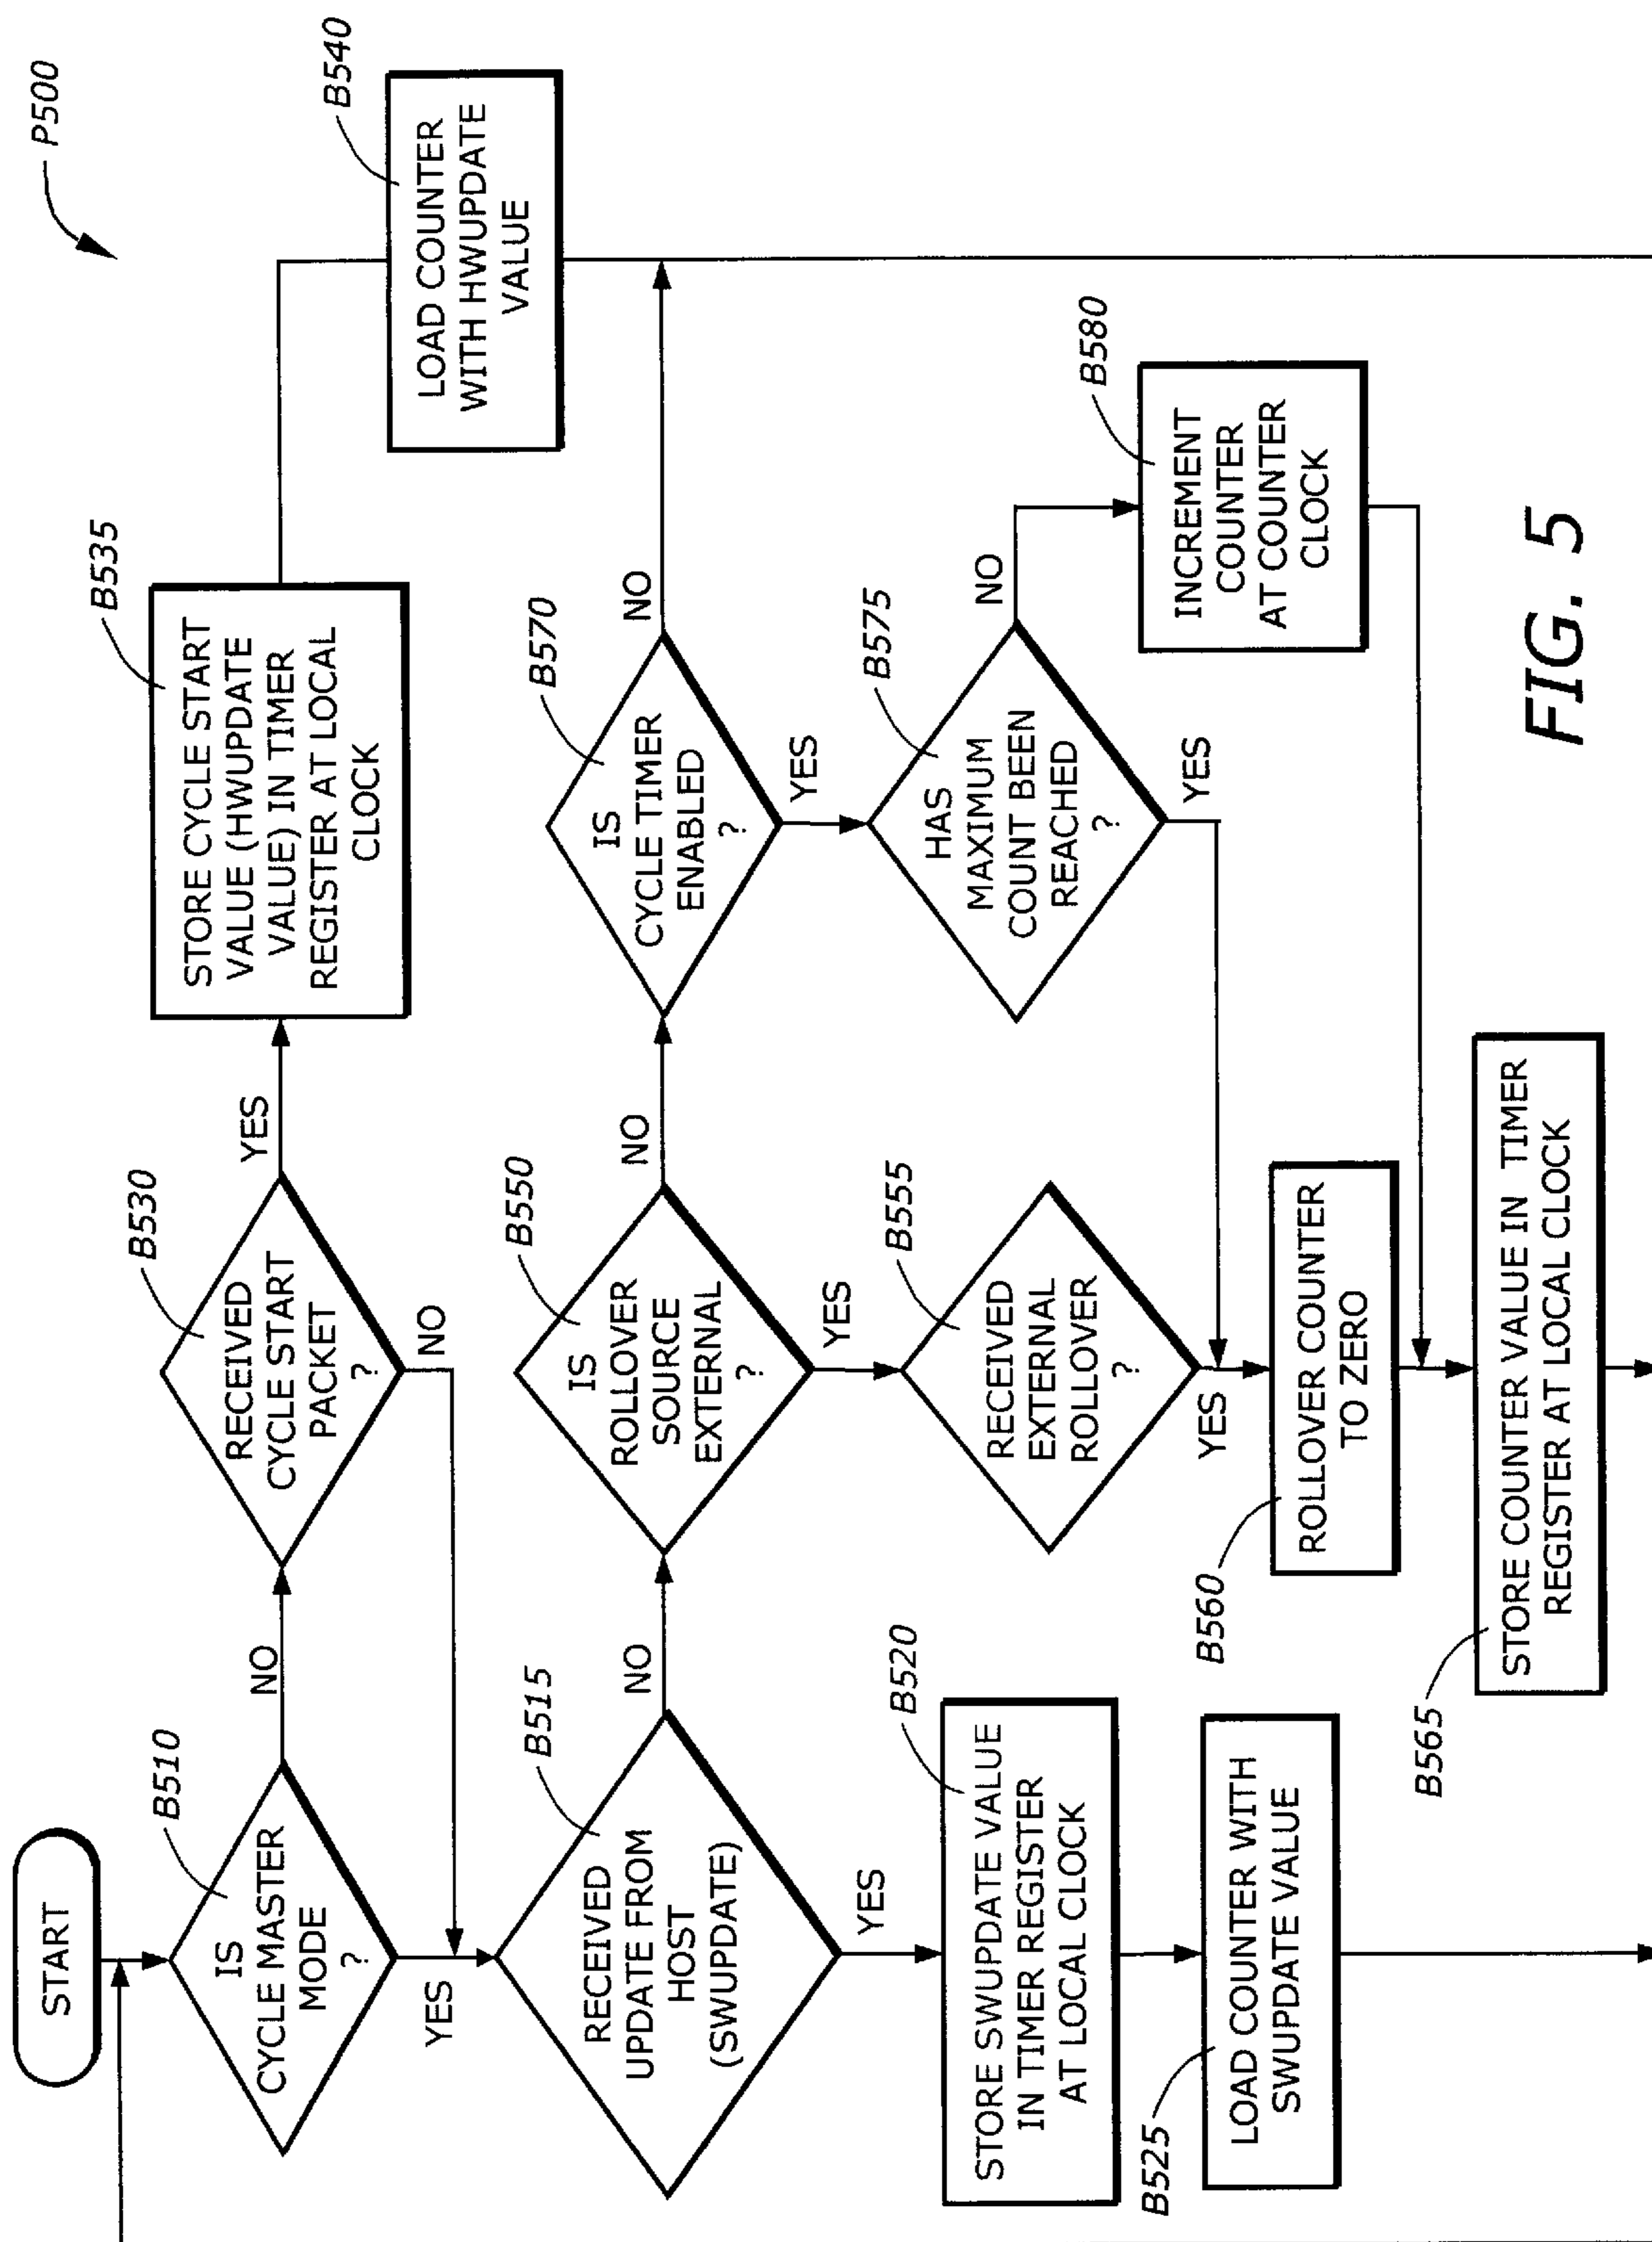 P500
START
B510
IS
CYCLE MASTER
MODE
?
NO
YES
B530
RECEIVED
CYCLE START
PACKET
?
YES
NO
B535
STORE CYCLE START
VALUE (HWUPDATE
VALUE) IN TIMER
REGISTER AT LOCAL
CLOCK
B540
LOAD COUNTER
WITH HWUPDATE
VALUE
B515
RECEIVED
UPDATE FROM
HOST
(SWUPDATE)
NO
YES
B550
IS
ROLLOVER
SOURCE
EXTERNAL
?
NO
YES
B570
IS
CYCLE TIMER
ENABLED
?
NO
YES
B520
STORE SWUPDATE VALUE
IN TIMER REGISTER
AT LOCAL CLOCK
B555
RECEIVED
EXTERNAL
ROLLOVER
?
YES
B575
HAS
MAXIMUM
COUNT BEEN
REACHED
?
NO
YES
B580
INCREMENT
COUNTER
AT COUNTER
CLOCK
B525
LOAD COUNTER WITH
SWUPDATE VALUE
B560
ROLLOVER COUNTER
TO ZERO
B565
STORE COUNTER VALUE IN TIMER
REGISTER AT LOCAL CLOCK
FIG. 5